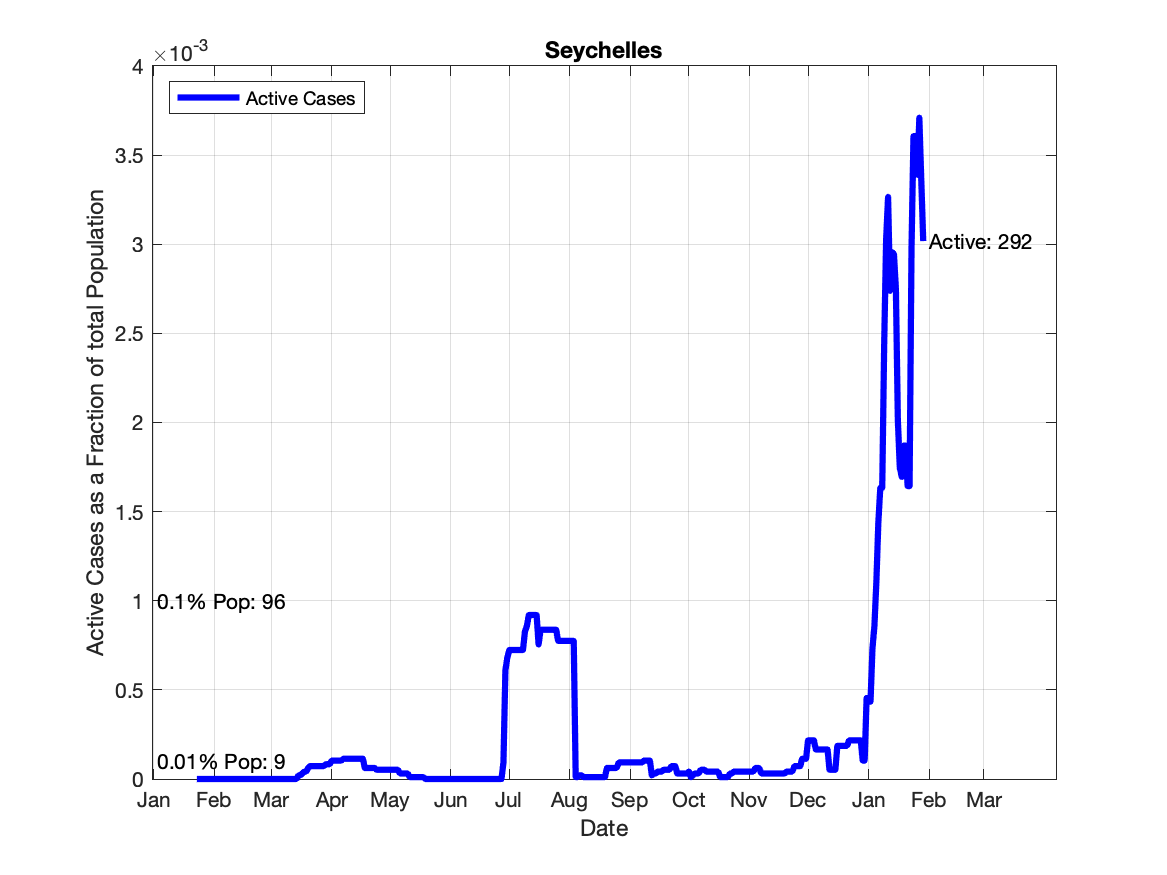 Seychelles
×10-3
Active Cases
4
3.5
3
2.5
2
1.5
1
0.5
0
Active Cases as a Fraction of total Population
Active: 292
0.1% Pop: 96
0.01% Pop: 9
Jan Feb Mar Apr May Jun Jul Aug Sep Oct Nov Dec Jan Feb Mar
Date